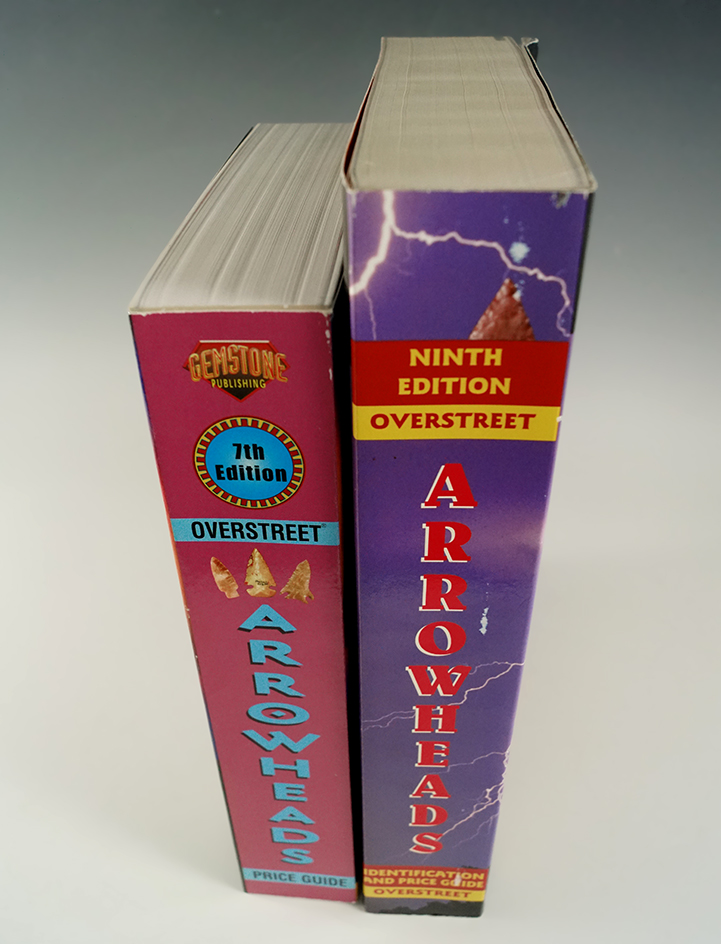 GEMSTONE
PUBLISHING
7th
Edition
OVERSTREET®
ARROWHEADS
PRICE GUIDE
NINTH
EDITION
OVERSTREET
ARROWHEADS
IDENTIFICATION
AND PRICE GUIDE
OVERSTREET